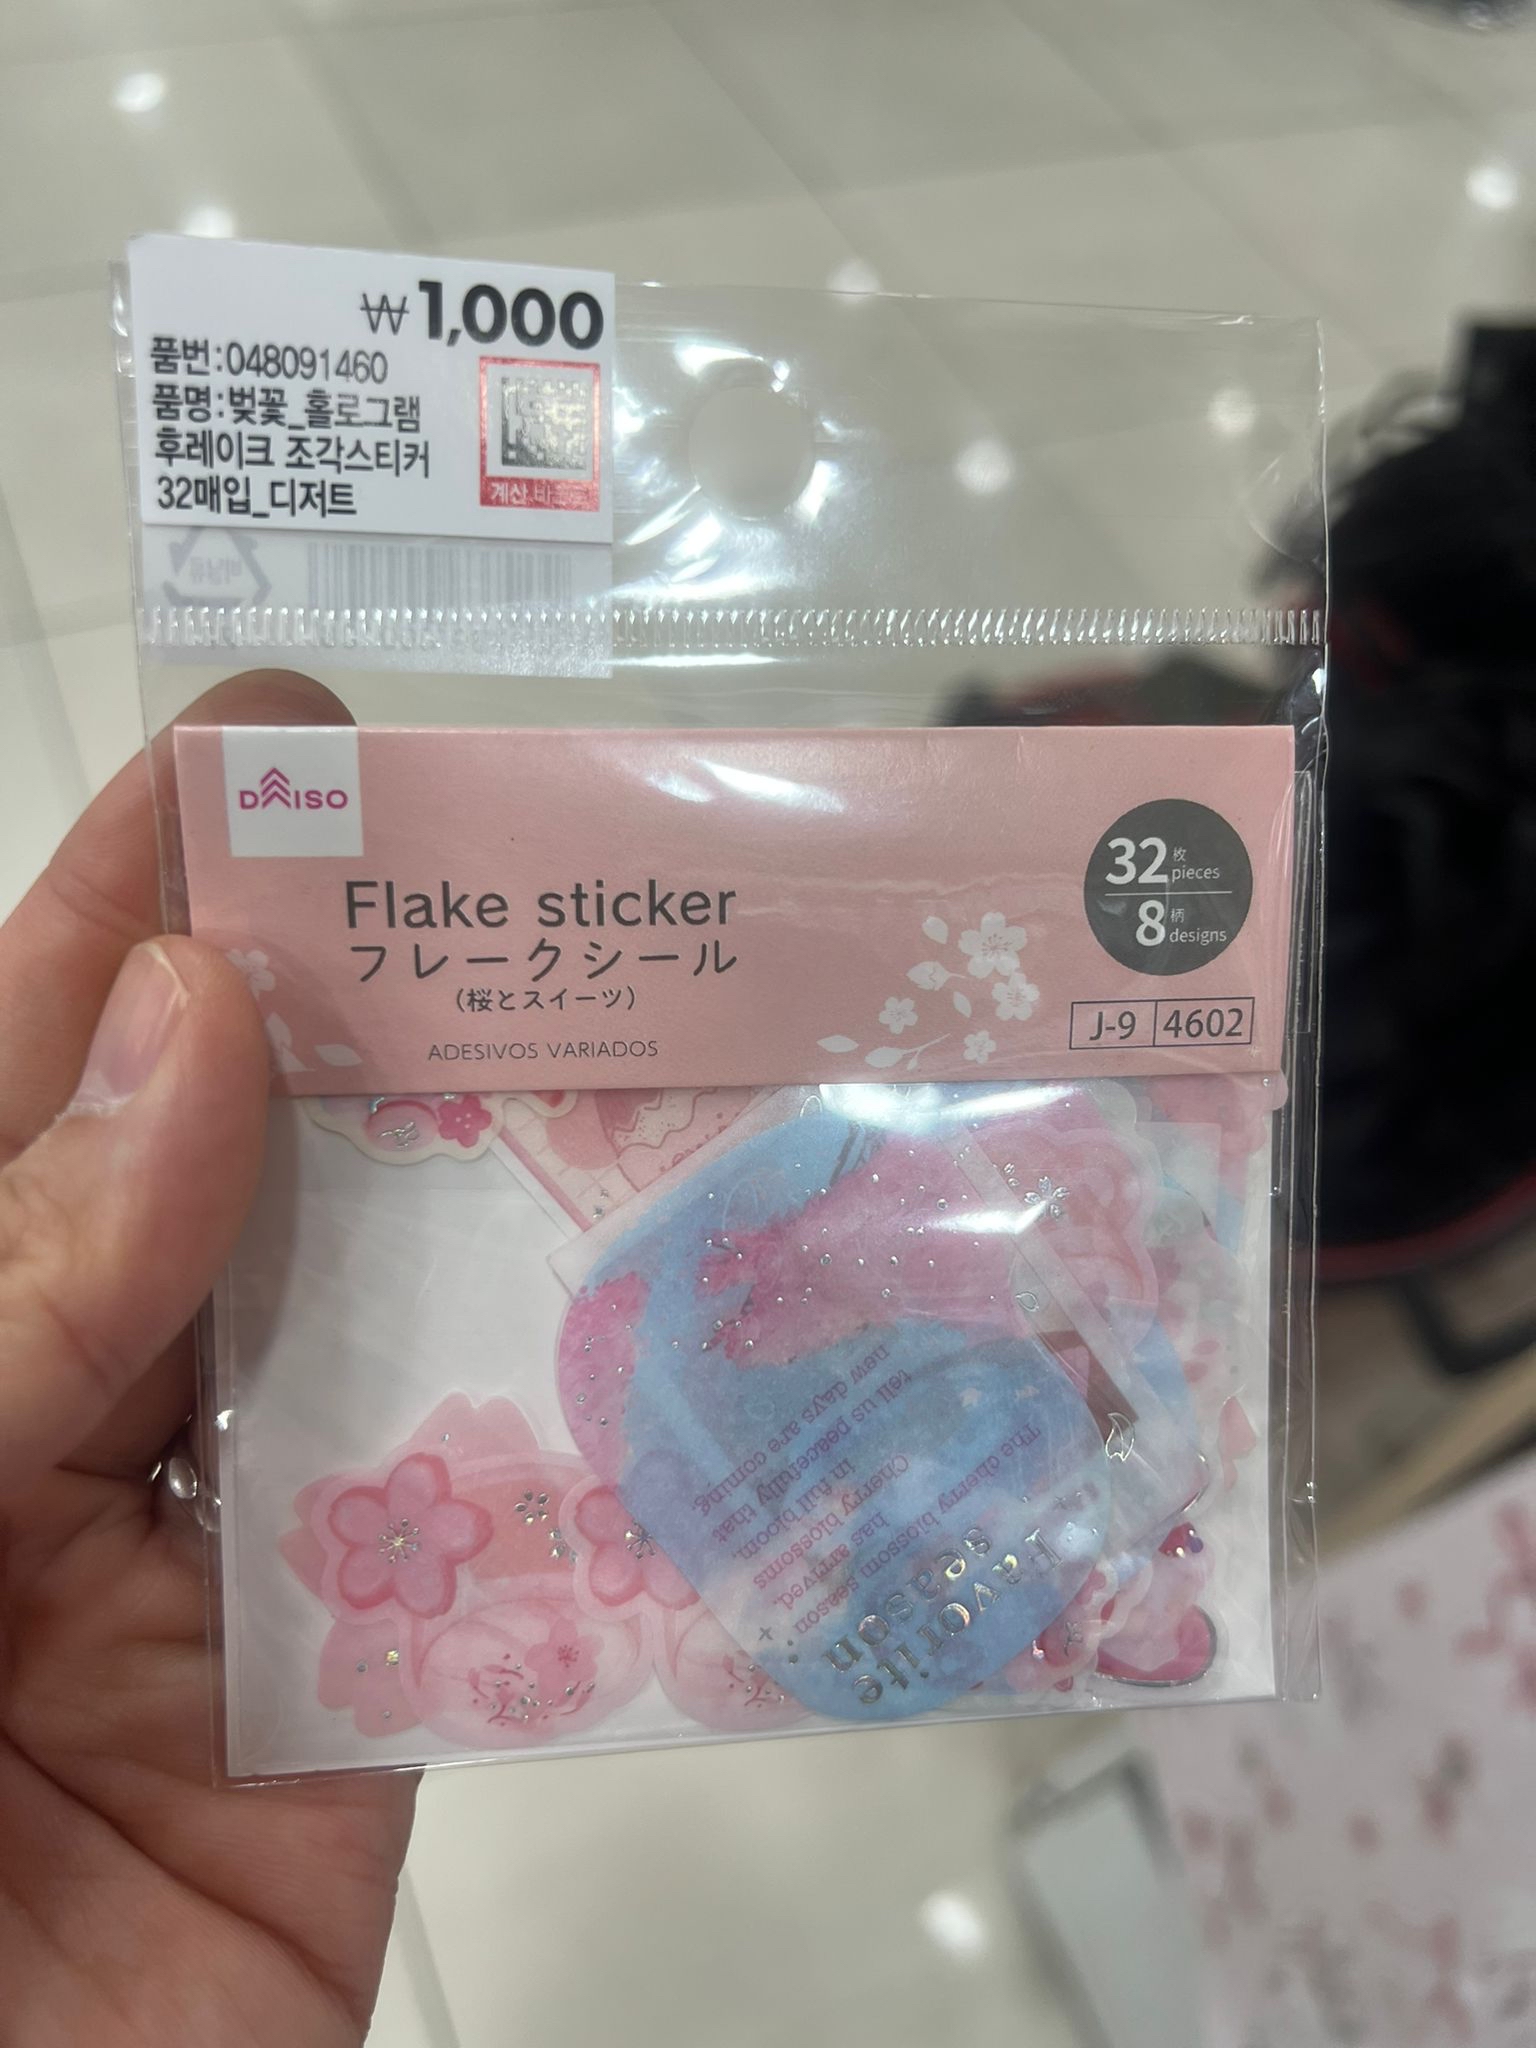 ₩1,000
품번:048091460
품명:벚꽃_홀로그램
후레이크 조각스티커
32매입_디저트
계산
DAISO
Flake sticker
フレークシール
(桜とスイーツ)
ADESIVOS VARIADOS
32枚
pieces
8柄
designs
J-9 4602
Favorite
season
The cherry blossom season
has arrived.
Cherry blossoms
in full bloom,
tell us peacefully that
new days are coming.